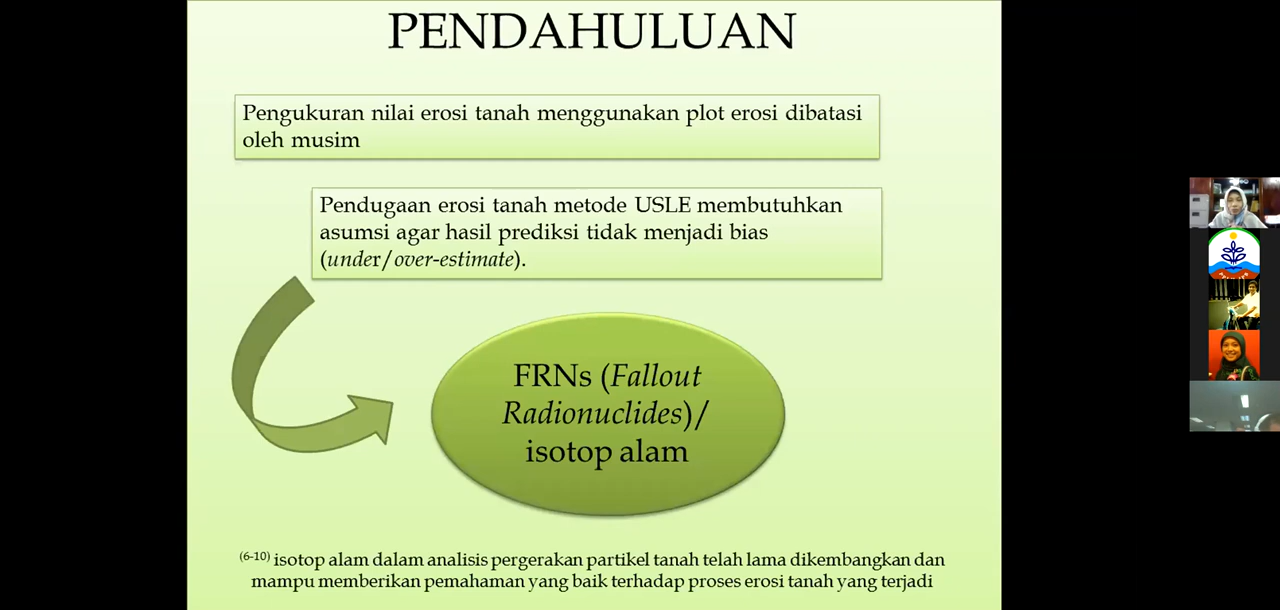 PENDAHULUAN
Pengukuran nilai erosi tanah menggunakan plot erosi dibatasi
oleh musim
Pendugaan erosi tanah metode USLE membutuhkan
asumsi agar hasil prediksi tidak menjadi bias
(under/over-estimate).
FRNs (Fallout
Radionuclides)/
isotop alam
(6-10) isotop alam dalam analisis pergerakan partikel tanah telah lama dikembangkan dan
mampu memberikan pemahaman yang baik terhadap proses erosi tanah yang terjadi